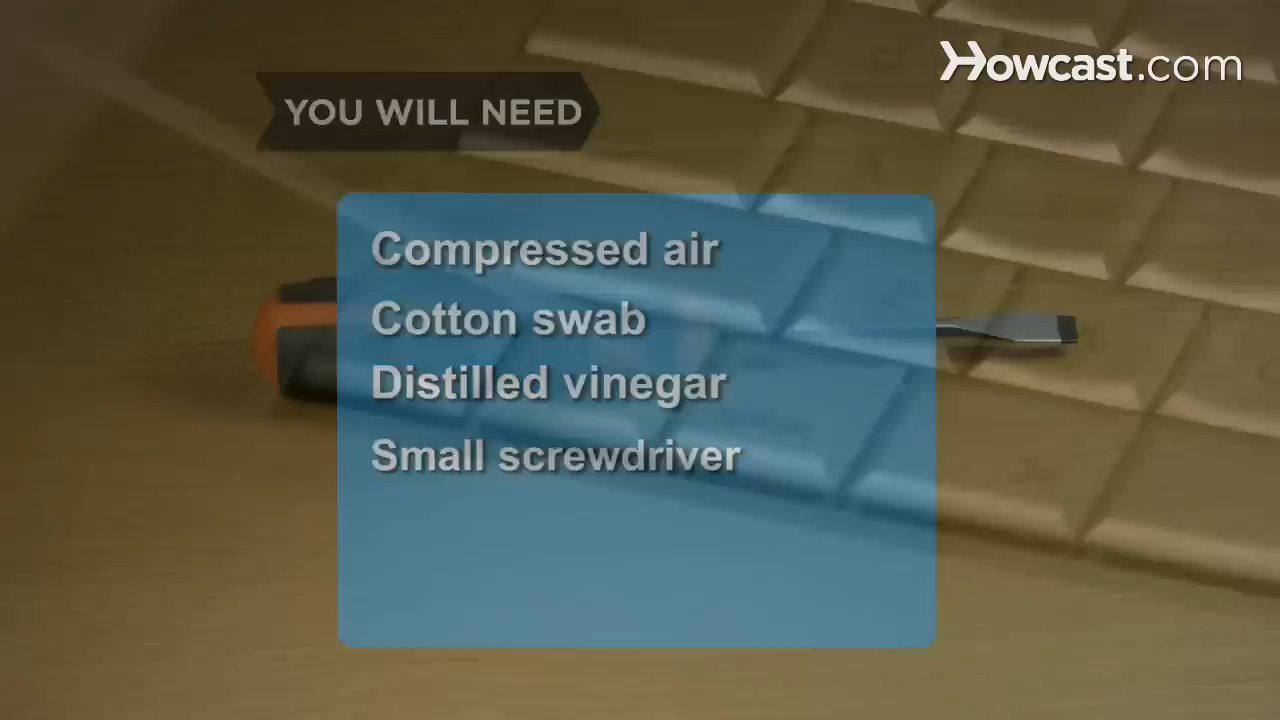 Howcast.com
YOU WILL NEED
Compressed air
Cotton swab
Distilled vinegar
Small screwdriver